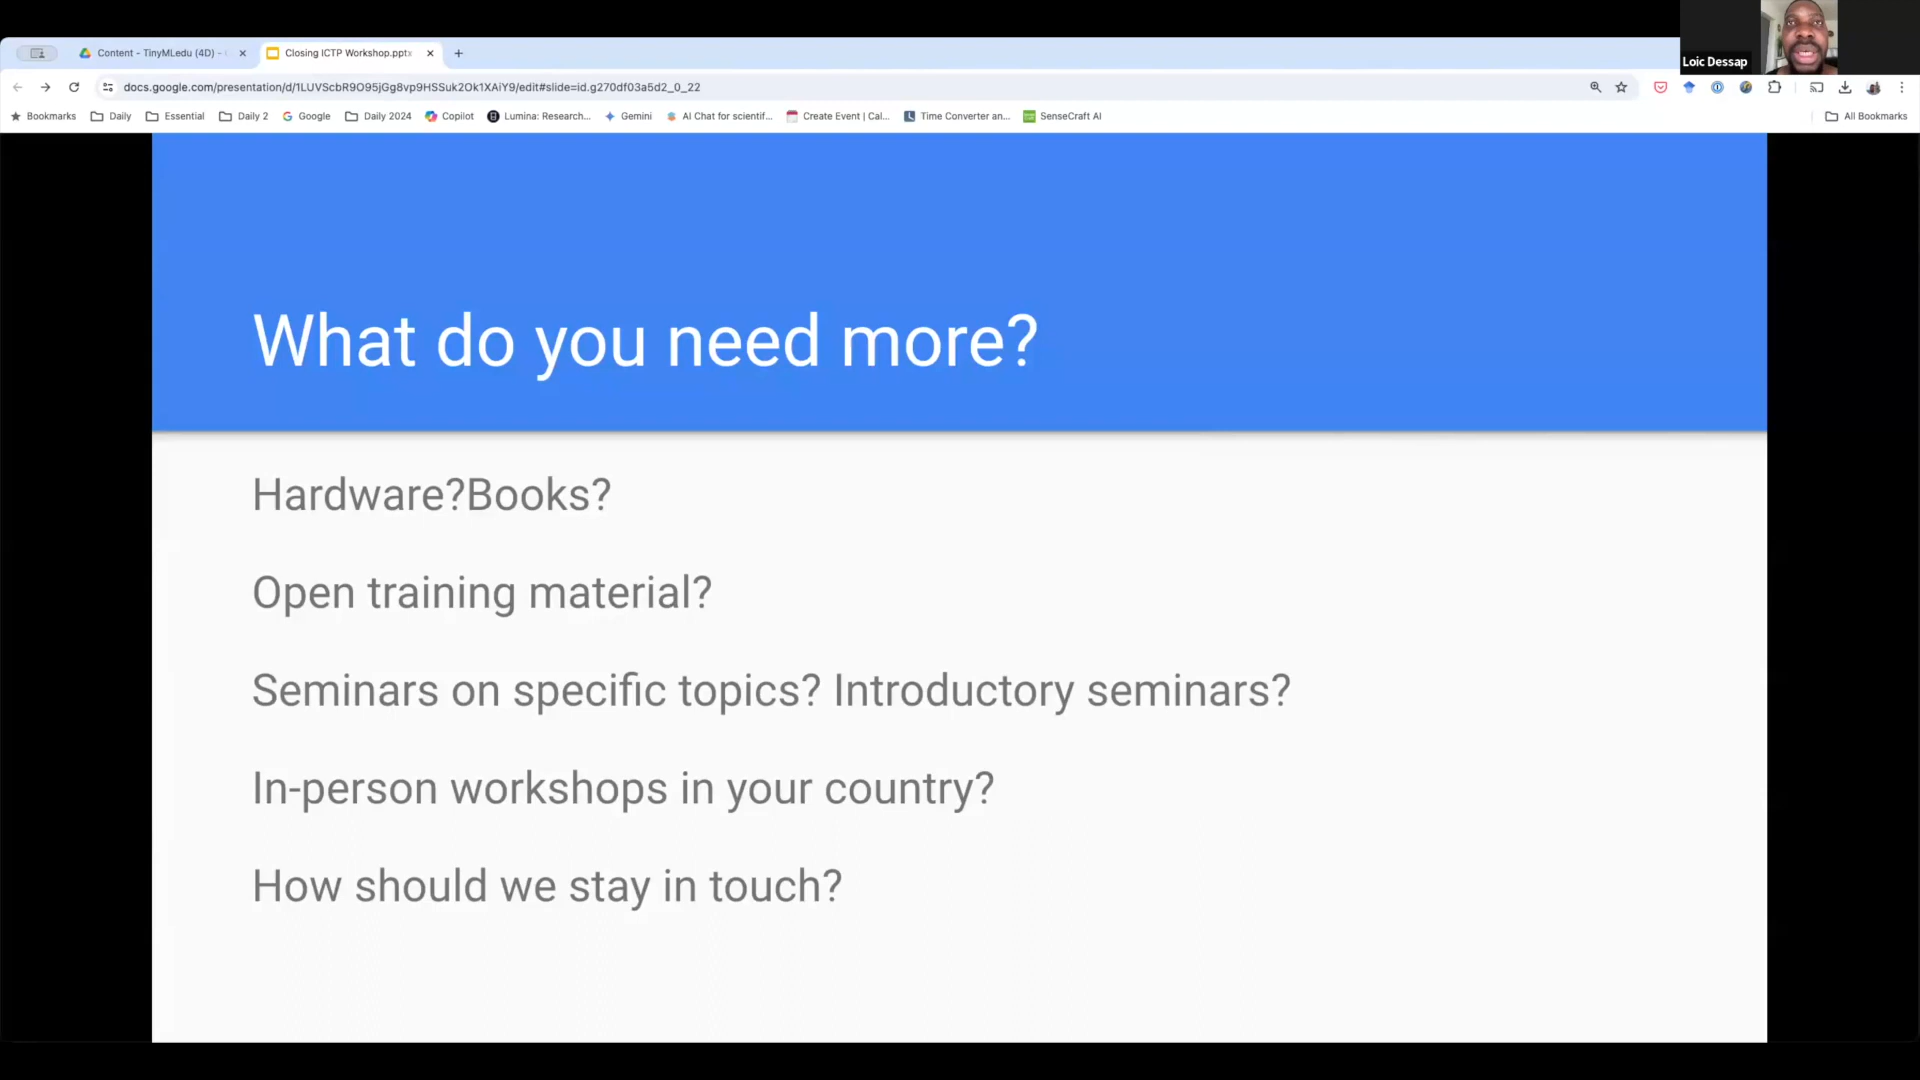 Content - TinyMLedu (4D) -
Closing ICTP Workshop.pptx
Loic Dessap
docs.google.com/presentation/d/1LUVScbR9O95jGg8vp9HSSuk2Ok1XAiY9/edit#slide=id.g270df03a5d2_0_22
Bookmarks Daily Essential Daily 2 Google Daily 2024 Copilot Lumina: Research... Gemini AI Chat for scientif... Create Event | Cal... Time Converter an... SenseCraft AI All Bookmarks
What do you need more?
Hardware?Books?
Open training material?
Seminars on specific topics? Introductory seminars?
In-person workshops in your country?
How should we stay in touch?